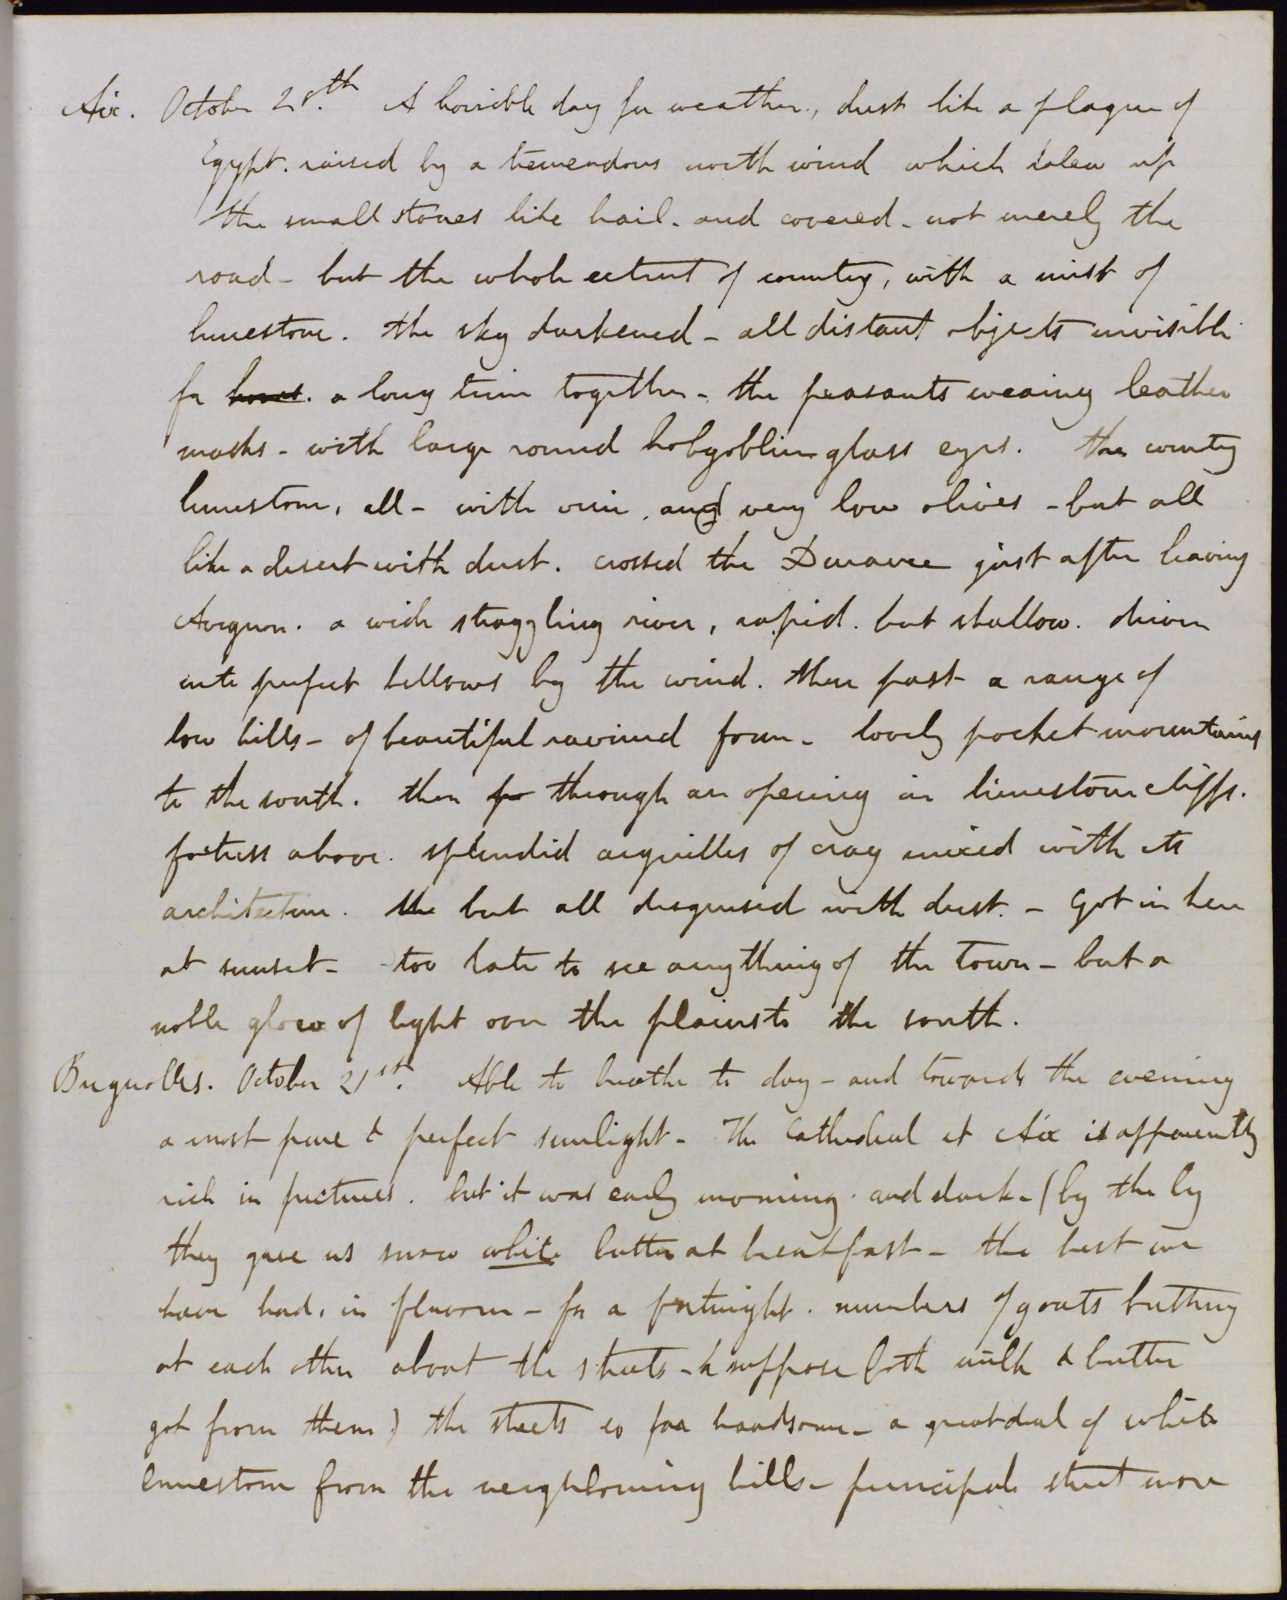 Aix. October 20.th A horrible day for weather, dust like a plague of
Egypt. raised by a tremendous north wind which blew up
the small stones like hail. and covered - not merely the
road - but the whole extent of country, with a mist of
limestone. the sky darkened - all distant objects invisible
for hours. a long time together - the peasants wearing leather
masks - with large round hobgoblin glass eyes. The country
limestone, all - with vine, and very low olives - but all
like a desert with dust. crossed the Durance just after leaving
Avignon. a wide straggling river, rapid. but shallow. driven
into perfect billows by the wind. then past a range of
low hills - of beautiful ravined form - lovely pocket mountains
to the south. then through an opening in limestone cliffs.
fortress above. splendid aiguilles of crag mixed with its
architecture. the but all disguised with dust. - Got in here
at sunset - too late to see anything of the town - but a
noble glow of light over the plains to the south.
Brignolles. October 21st. Able to breathe to day - and towards the evening
a most pure & perfect sunlight - The Cathedral at Aix is apparently
rich in pictures. but it was early morning. and dark - (by the by
they gave us snow white butter at breakfast - the best we
have had, in flavour - for a fortnight. numbers of goats butting
at each other about the streets - I suppose both milk & butter
got from them) the streets so far handsome - a great deal of white
limestone from the neighbouring hills - principal street more